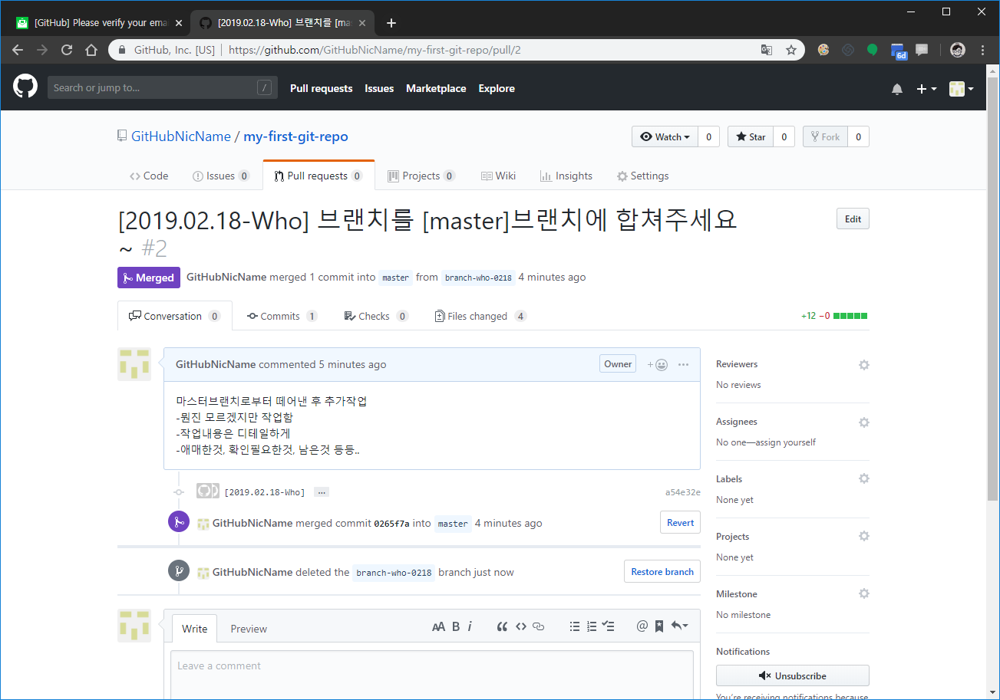 [GitHub] Please verify your ema
[2019.02.18-Who] 브랜치를 [ma
GitHub, Inc. [US] https://github.com/GitHubNicName/my-first-git-repo/pull/2
6d
Search or jump to... /
Pull requests Issues Marketplace Explore
GitHubNicName / my-first-git-repo
Watch 0 Star 0 Fork 0
Code Issues 0 Pull requests 0 Projects 0 Wiki Insights Settings
[2019.02.18-Who] 브랜치를 [master]브랜치에 합쳐주세요
~ #2
Edit
Merged GitHubNicName merged 1 commit into master from branch-who-0218 4 minutes ago
Conversation 0 Commits 1 Checks 0 Files changed 4 +12 −0
GitHubNicName commented 5 minutes ago Owner + ...
마스터브랜치로부터 떼어낸 후 추가작업
-뭔진 모르겠지만 작업함
-작업내용은 디테일하게
-애매한것, 확인필요한것, 남은것 등등..
[2019.02.18-Who] ... a54e32e
GitHubNicName merged commit 0265f7a into master 4 minutes ago Revert
GitHubNicName deleted the branch-who-0218 branch just now Restore branch
Write Preview AA B i @
Leave a comment
Reviewers
No reviews
Assignees
No one—assign yourself
Labels
None yet
Projects
None yet
Milestone
No milestone
Notifications
Unsubscribe
You're receiving notifications because